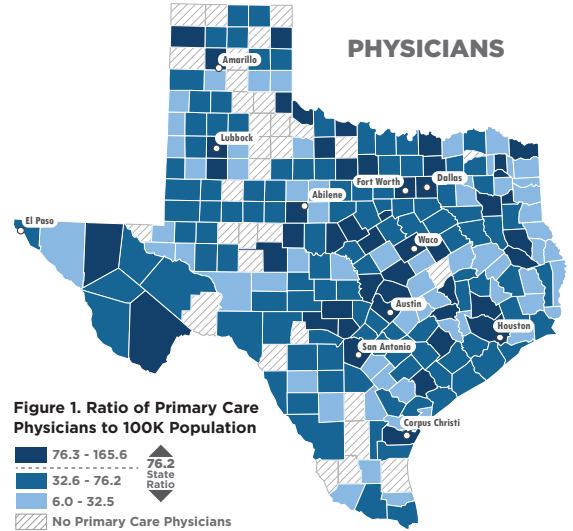 PHYSICIANS
Amarillo
Lubbock
Abilene
Fort Worth
Dallas
El Paso
Waco
Austin
Houston
San Antonio
Corpus Christi
Figure 1. Ratio of Primary Care
Physicians to 100K Population
76.3 - 165.6
76.2
State
Ratio
32.6 - 76.2
6.0 - 32.5
No Primary Care Physicians